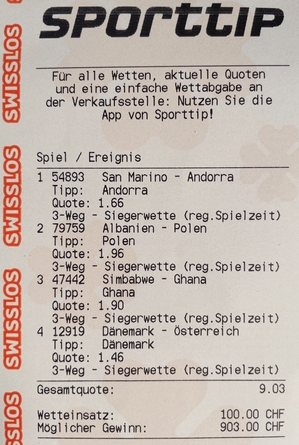 sporttip
Für alle Wetten, aktuelle Quoten
und eine einfache Wettabgabe an
der Verkaufsstelle: Nutzen Sie die
App von Sporttip!
Spiel / Ereignis
1 54893 San Marino - Andorra
Tipp: Andorra
Quote: 1.66
3-Weg - Siegerwette (reg.Spielzeit)
2 79759 Albanien - Polen
Tipp: Polen
Quote: 1.96
3-Weg - Siegerwette (reg.Spielzeit)
3 47442 Simbabwe - Ghana
Tipp: Ghana
Quote: 1.90
3-Weg - Siegerwette (reg.Spielzeit)
4 12919 Dänemark - Österreich
Tipp: Dänemark
Quote: 1.46
3-Weg - Siegerwette (reg.Spielzeit)
Gesamtquote: 9.03
Wetteinsatz: 100.00 CHF
Möglicher Gewinn: 903.00 CHF
SWISSLOS
SWISSLOS
SWISSLOS